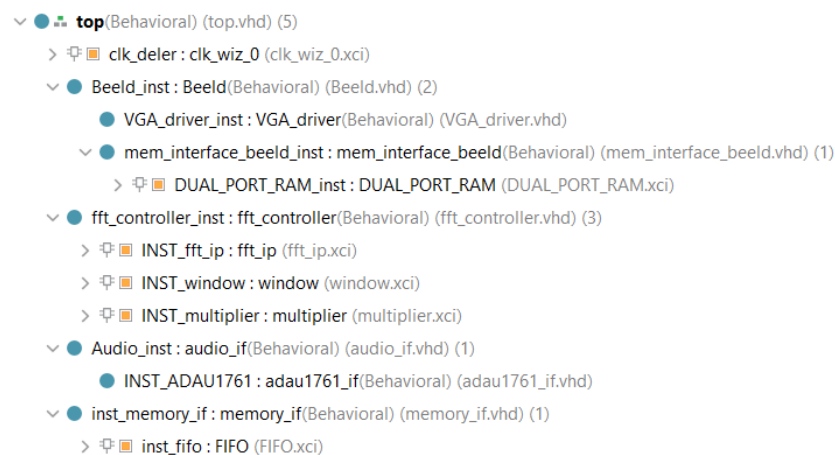 top(Behavioral) (top.vhd) (5)
clk_deler : clk_wiz_0 (clk_wiz_0.xci)
Beeld_inst : Beeld(Behavioral) (Beeld.vhd) (2)
VGA_driver_inst : VGA_driver(Behavioral) (VGA_driver.vhd)
mem_interface_beeld_inst : mem_interface_beeld(Behavioral) (mem_interface_beeld.vhd) (1)
DUAL_PORT_RAM_inst : DUAL_PORT_RAM (DUAL_PORT_RAM.xci)
fft_controller_inst : fft_controller(Behavioral) (fft_controller.vhd) (3)
INST_fft_ip : fft_ip (fft_ip.xci)
INST_window : window (window.xci)
INST_multiplier : multiplier (multiplier.xci)
Audio_inst : audio_if(Behavioral) (audio_if.vhd) (1)
INST_ADAU1761 : adau1761_if(Behavioral) (adau1761_if.vhd)
inst_memory_if : memory_if(Behavioral) (memory_if.vhd) (1)
inst_fifo : FIFO (FIFO.xci)